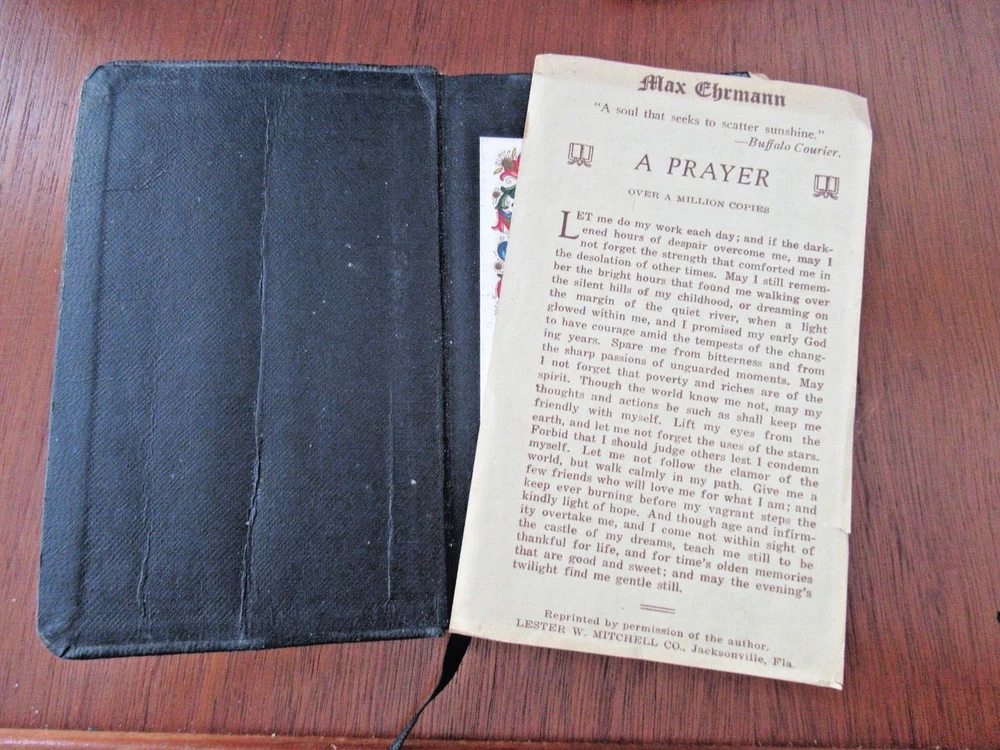 Max Ehrmann
"A soul that seeks to scatter sunshine."
—Buffalo Courier.
A PRAYER
OVER A MILLION COPIES
LET me do my work each day; and if the dark-
ened hours of despair overcome me, may I
not forget the strength that comforted me in
the desolation of other times. May I still remem-
ber the bright hours that found me walking over
the silent hills of my childhood, or dreaming on
the margin of the quiet river, when a light
glowed within me, and I promised my early God
to have courage amid the tempests of the chang-
ing years. Spare me from bitterness and from
the sharp passions of unguarded moments. May
I not forget that poverty and riches are of the
spirit. Though the world know me not, may my
thoughts and actions be such as shall keep me
friendly with myself. Lift my eyes from the
earth, and let me not forget the uses of the stars.
Forbid that I should judge others lest I condemn
myself. Let me not follow the clamor of the
world, but walk calmly in my path. Give me a
few friends who will love me for what I am; and
keep ever burning before my vagrant steps the
kindly light of hope. And though age and infirm-
ity overtake me, and I come not within sight of
the castle of my dreams, teach me still to be
thankful for life, and for time's olden memories
that are good and sweet; and may the evening's
twilight find me gentle still.
Reprinted by permission of the author.
LESTER W. MITCHELL CO., Jacksonville, Fla.